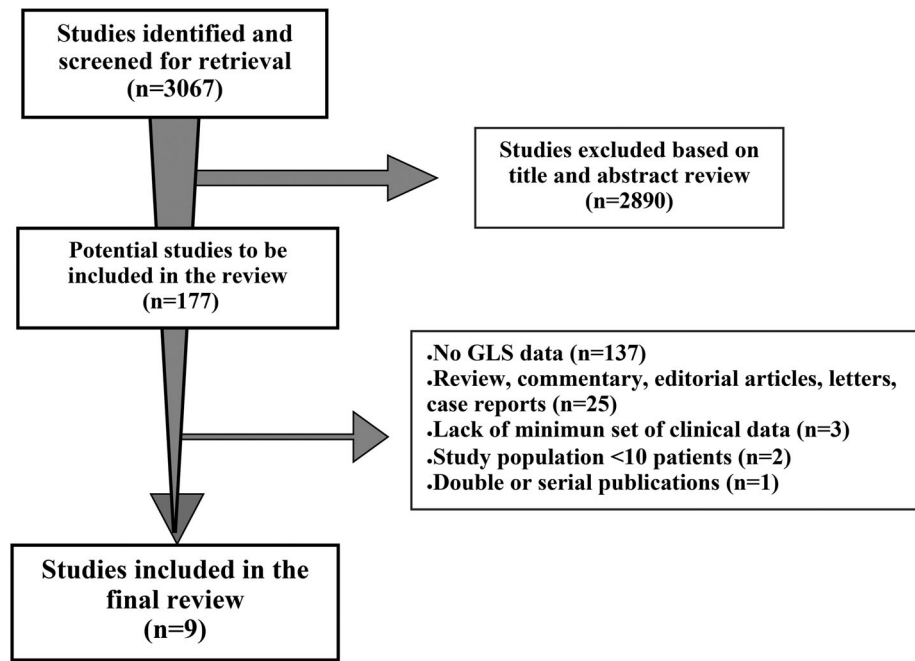 Studies identified and
screened for retrieval
(n=3067)
Studies excluded based on
title and abstract review
(n=2890)
Potential studies to be
included in the review
(n=177)
.No GLS data (n=137)
.Review, commentary, editorial articles, letters,
case reports (n=25)
.Lack of minimun set of clinical data (n=3)
.Study population <10 patients (n=2)
.Double or serial publications (n=1)
Studies included in the
final review
(n=9)